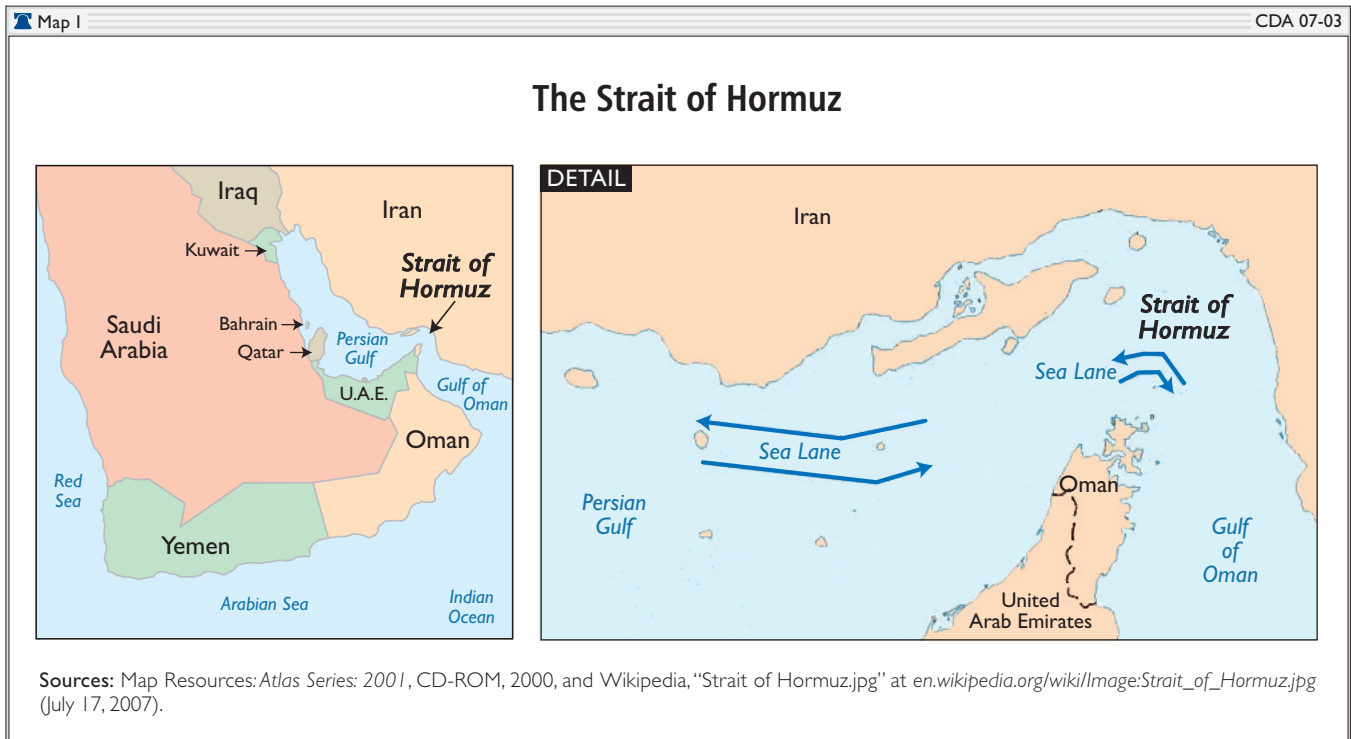 Map 1
CDA 07-03
The Strait of Hormuz
Iraq
Iran
Kuwait
Strait of
Hormuz
Saudi
Arabia
Bahrain
Qatar
Persian
Gulf
U.A.E.
Gulf of
Oman
Oman
Red
Sea
Yemen
Arabian Sea
Indian
Ocean
DETAIL
Iran
Strait of
Hormuz
Sea Lane
Sea Lane
Persian
Gulf
Oman
Gulf
of
Oman
United
Arab Emirates
Sources: Map Resources: Atlas Series: 2001, CD-ROM, 2000, and Wikipedia, “Strait of Hormuz.jpg” at en.wikipedia.org/wiki/Image:Strait_of_Hormuz.jpg
(July 17, 2007).